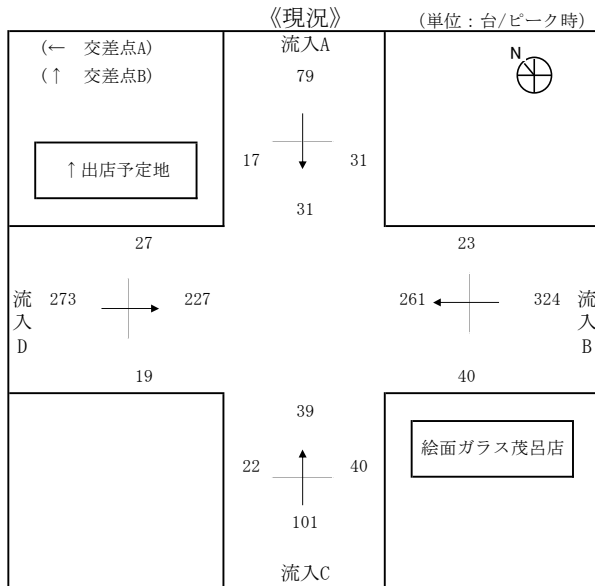 《現況》
(単位：台/ピーク時)
(← 交差点A)
(↑ 交差点B)
流入A
79
N
↑出店予定地
17
31
31
27
23
流入D
273
227
261
324
流入B
19
40
39
22
40
絵面ガラス茂呂店
101
流入C